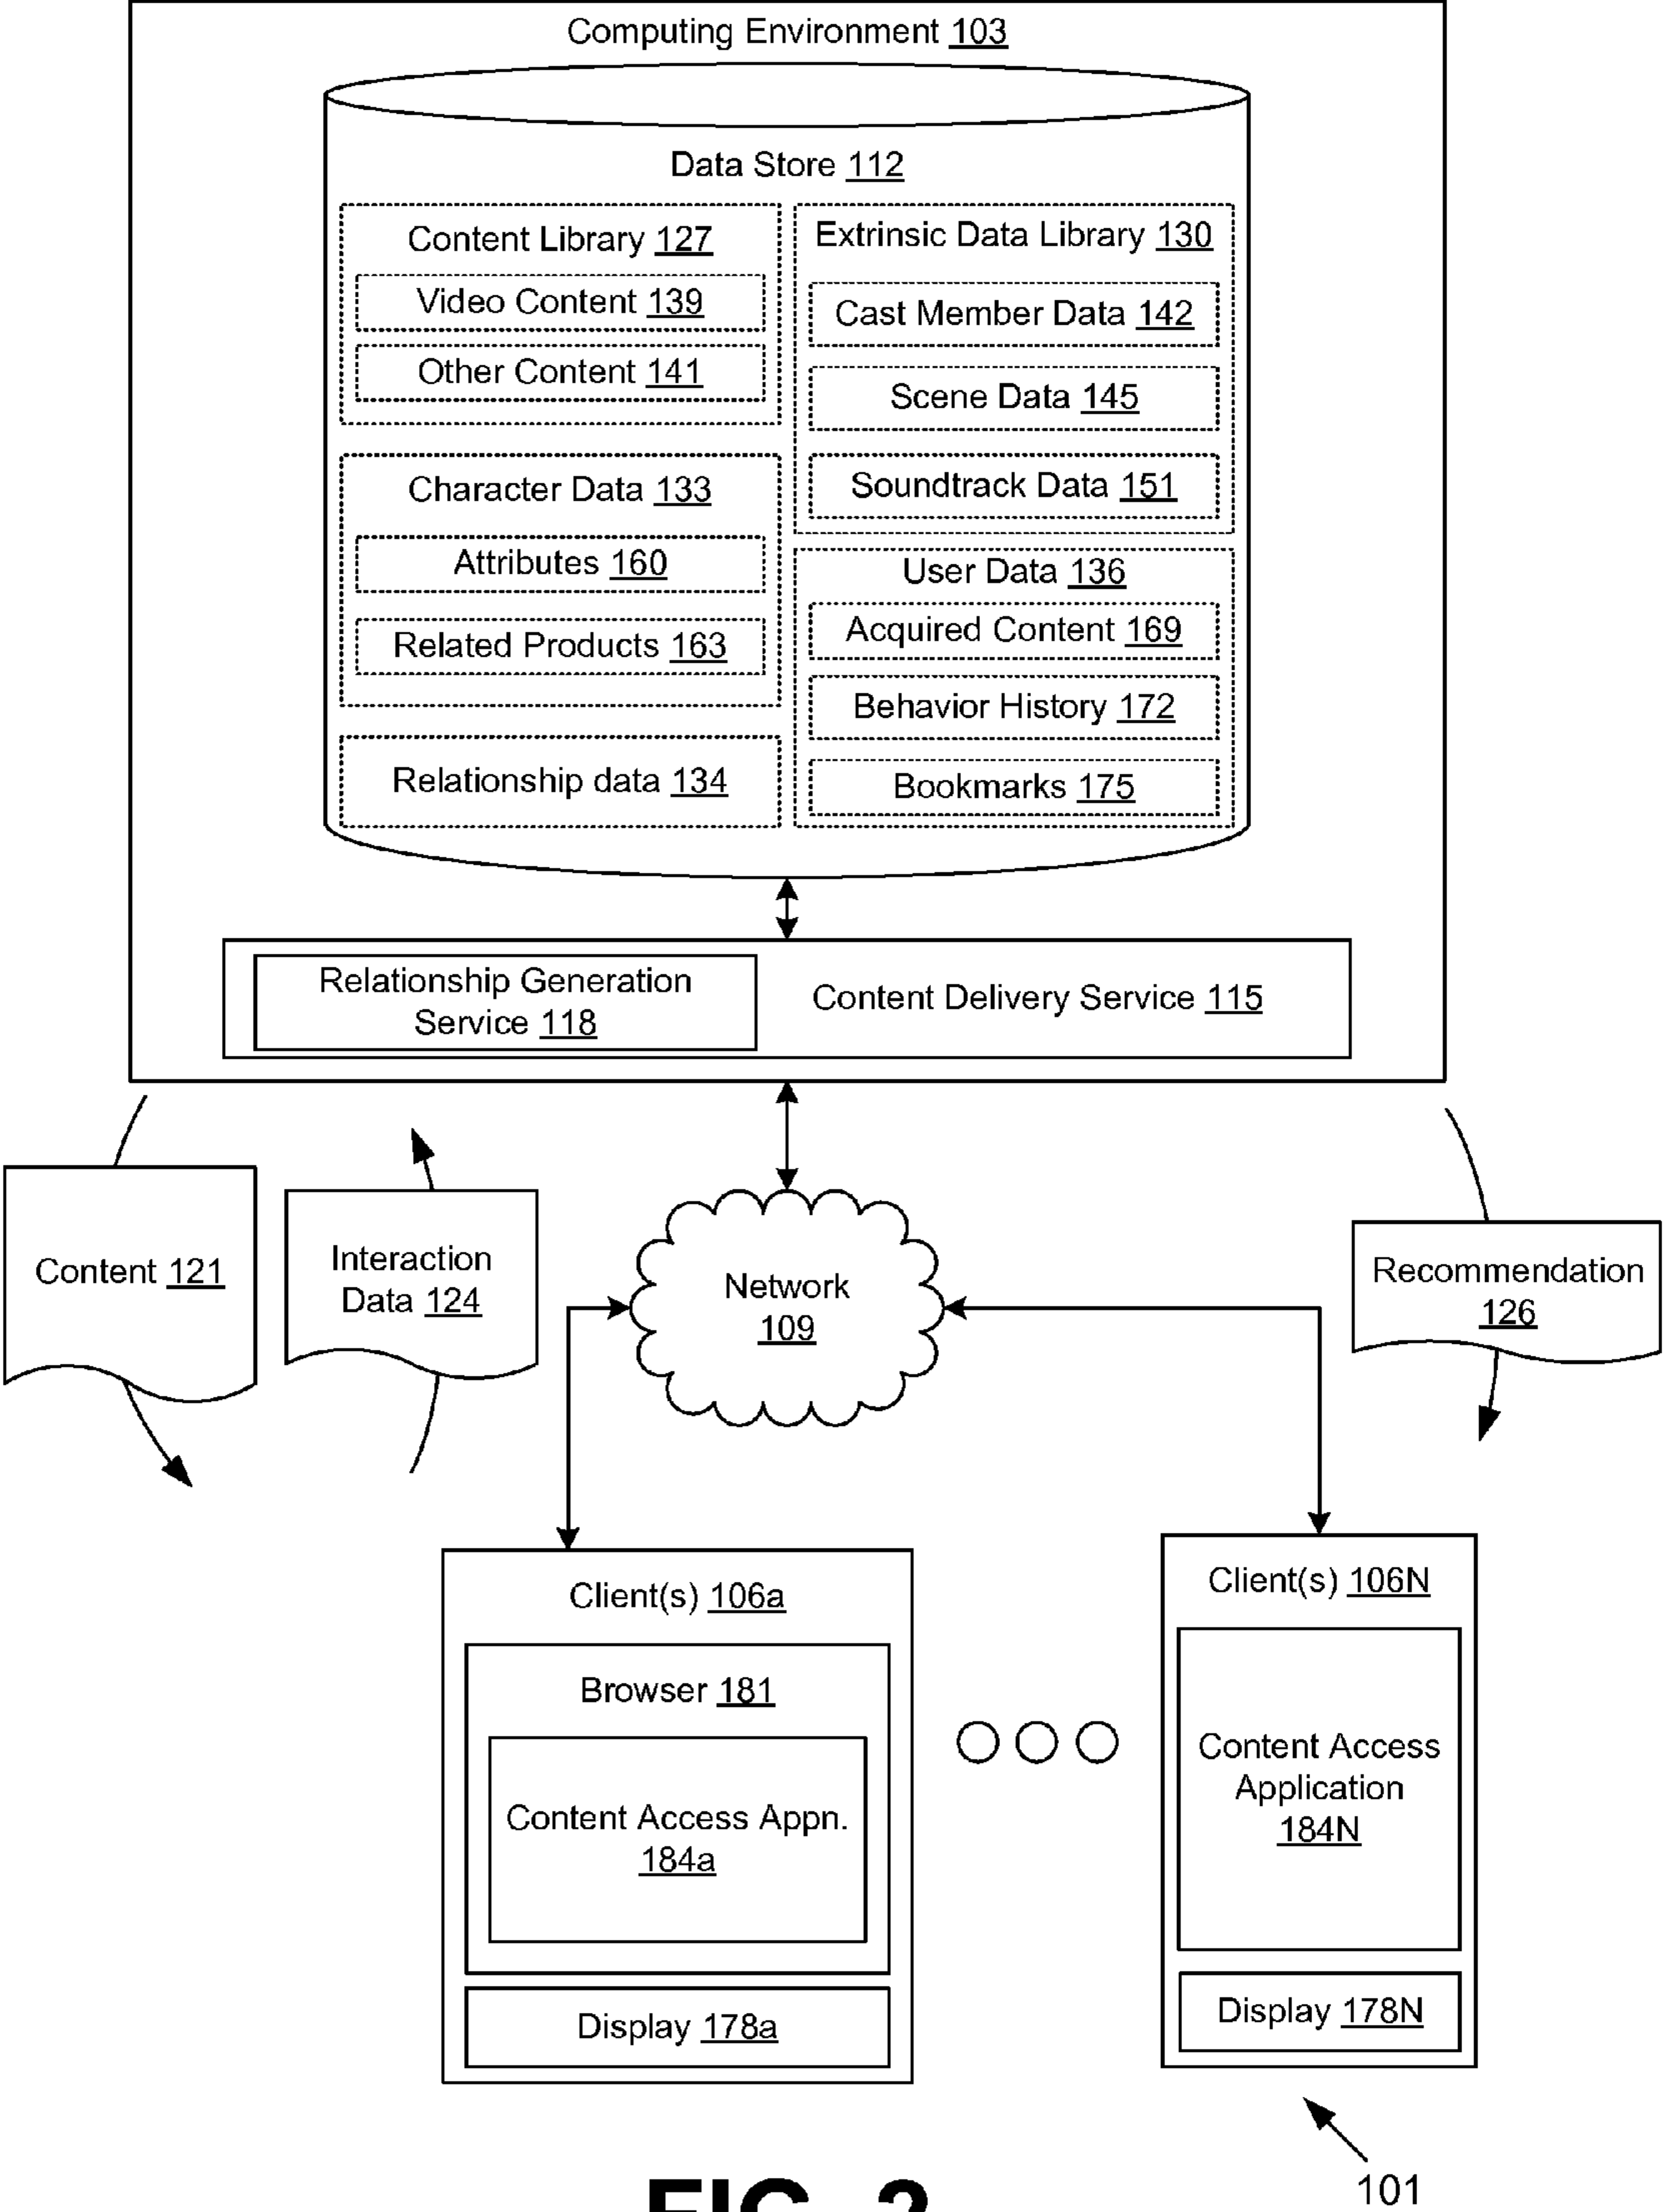 Computing Environment 103
Data Store 112
Content Library 127
Video Content 139
Other Content 141
Character Data 133
Attributes 160
Related Products 163
Relationship data 134
Extrinsic Data Library 130
Cast Member Data 142
Scene Data 145
Soundtrack Data 151
User Data 136
Acquired Content 169
Behavior History 172
Bookmarks 175
Relationship Generation
Service 118
Content Delivery Service 115
Content 121
Interaction
Data 124
Network
109
Recommendation
126
Client(s) 106a
Browser 181
Content Access Appn.
184a
Display 178a
Client(s) 106N
Content Access
Application
184N
Display 178N
101
FIG. 2